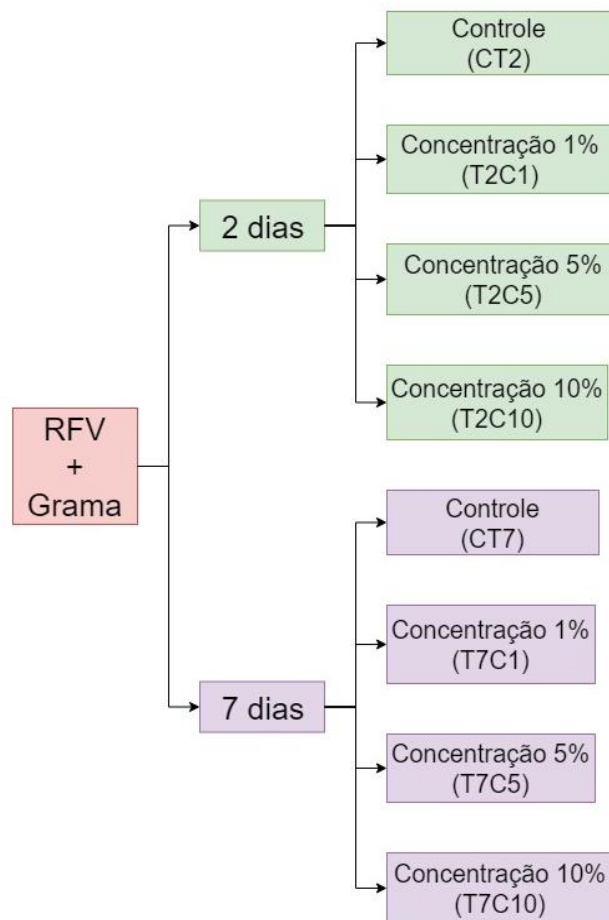 Controle
(CT2)
Concentração 1%
(T2C1)
2 dias
Concentração 5%
(T2C5)
Concentração 10%
(T2C10)
RFV
+
Grama
Controle
(CT7)
Concentração 1%
(T7C1)
7 dias
Concentração 5%
(T7C5)
Concentração 10%
(T7C10)